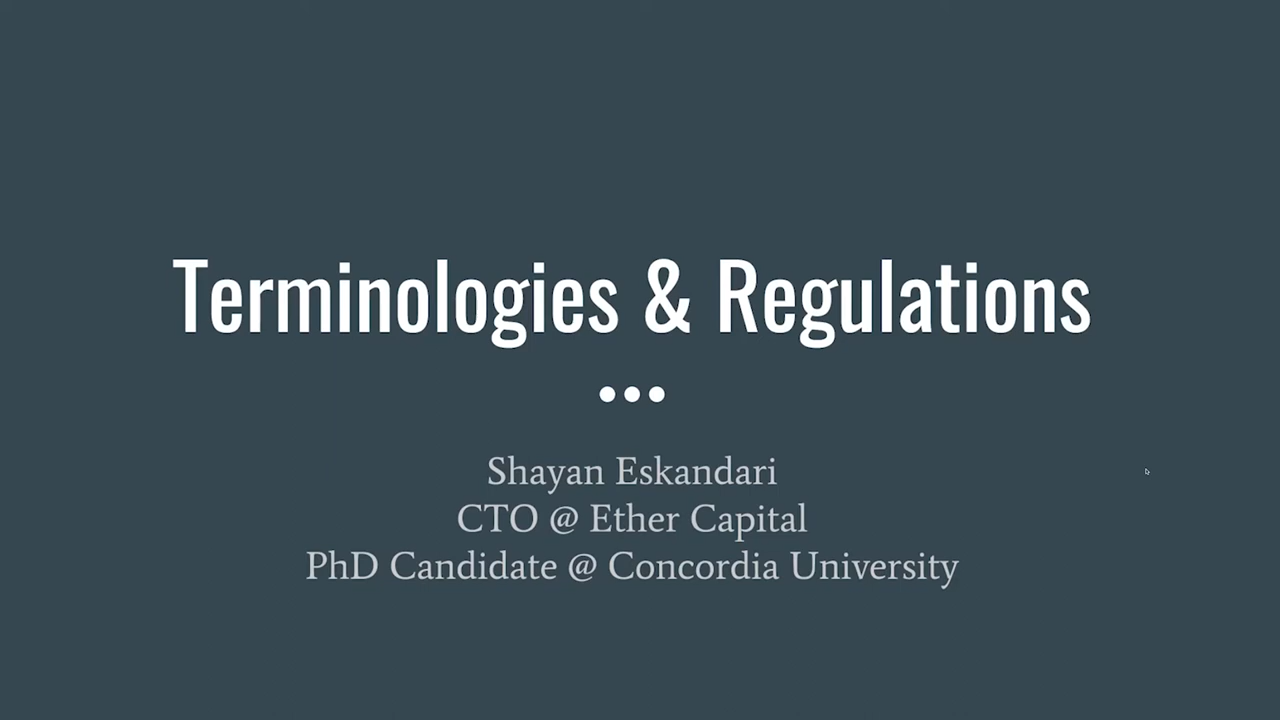 Terminologies & Regulations
Shayan Eskandari
CTO @ Ether Capital
PhD Candidate @ Concordia University